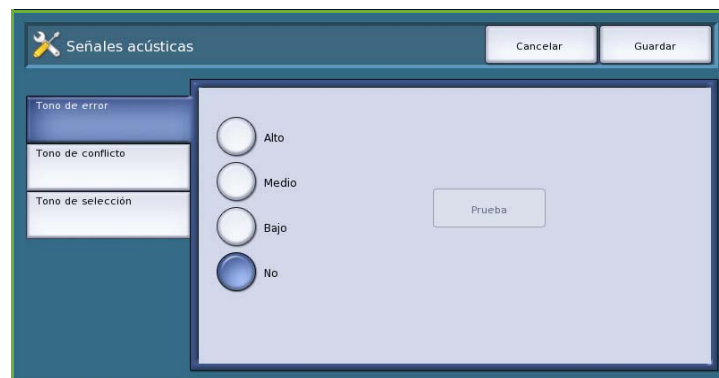 Señales acústicas
Cancelar
Guardar
Tono de error
Tono de conflicto
Tono de selección
Alto
Medio
Bajo
No
Prueba